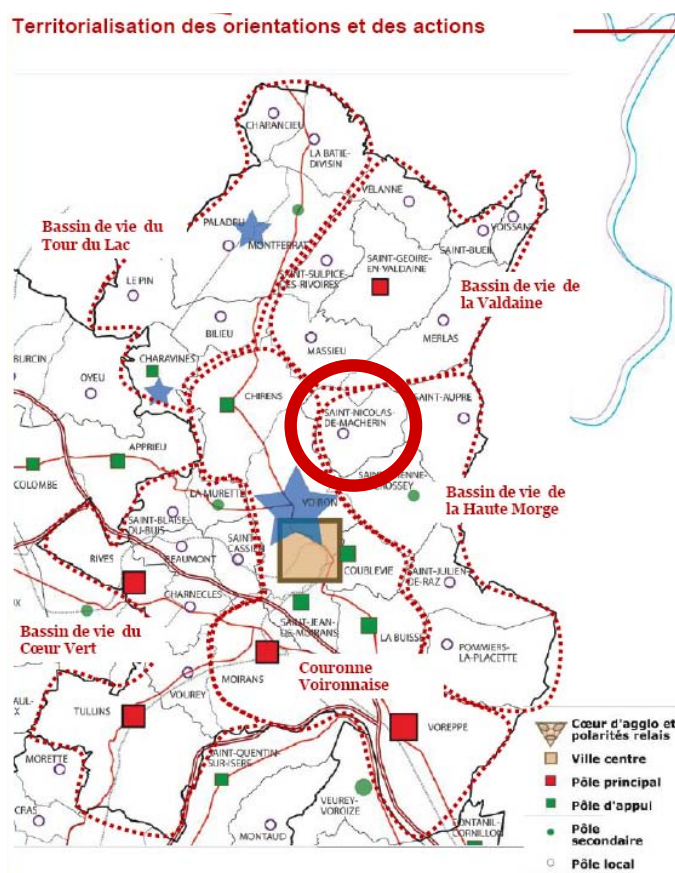 Territorialisation des orientations et des actions
CHARANCIEU
LA BATIE-
DIVISIN
VELANNE
VOISSANT
SAINT-BUEIL
PALADRU
MONTFERRAT
Bassin de vie du
Tour du Lac
SAINT-GEOIRE-
EN-VALDAINE
SAINT-SULPICE-
DES-RIVOIRES
LE PIN
Bassin de vie de
la Valdaine
BILIEU
MASSIEU
MERLAS
BURCIN
OYEU
CHARAVINES
CHIRENS
SAINT-NICOLAS-
DE-MACHERIN
SAINT-AUPRE
APPRIEU
COLOMBE
LA MURETTE
VOIRON
Bassin de vie de
la Haute Morge
SAINT-BLAISE-
DU-BUIS
SAINT-
CASSIEN
RIVES
BEAUMONT
COUBLEVIE
SAINT-JULIEN-
DE-RAZ
CHARNECLES
SAINT-JEAN-
DE-MOIRANS
LA BUISSE
Bassin de vie du
Cœur Vert
POMMIERS-
LA-PLACETTE
MOIRANS
Couronne
Voironnaise
VOUREY
TULLINS
VOREPPE
MORETTE
SAINT-QUENTIN-
SUR-ISERE
CRAS
VEUREY-
VOROIZE
MONTAUD
FONTANIL-
CORNILLON
Cœur d'agglo et
polarités relais
Ville centre
Pôle principal
Pôle d'appui
Pôle
secondaire
Pôle local